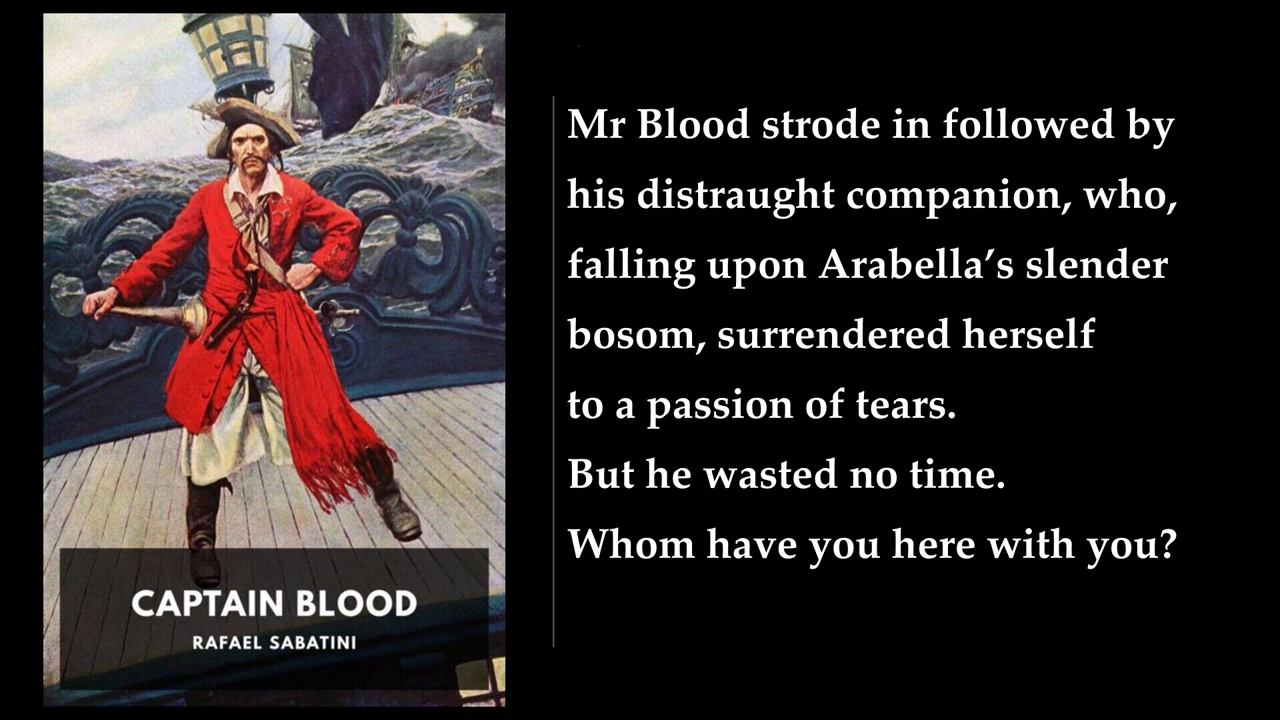 CAPTAIN BLOOD
RAFAEL SABATINI
Mr Blood strode in followed by
his distraught companion, who,
falling upon Arabella’s slender
bosom, surrendered herself
to a passion of tears.
But he wasted no time.
Whom have you here with you?